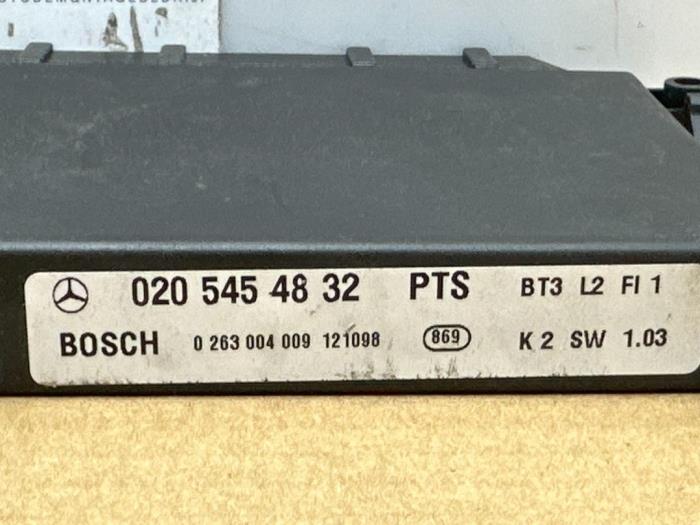 020 545 48 32 PTS BT3 L2 FI 1
BOSCH 0 263 004 009 121098 869 K 2 SW 1.03